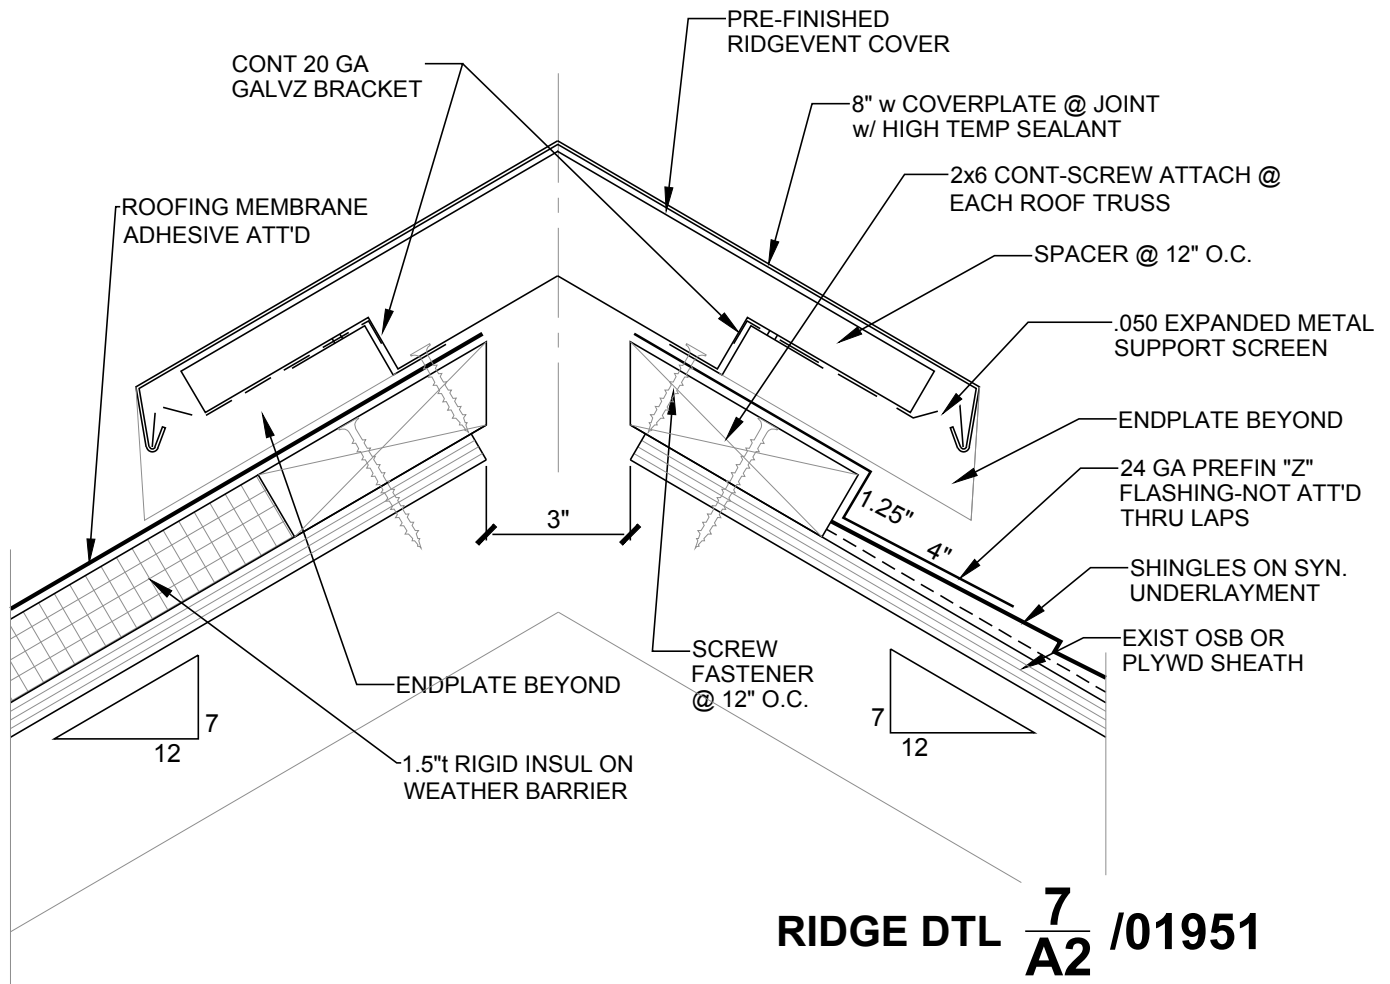 PRE-FINISHED
RIDGEVENT COVER
CONT 20 GA
GALVZ BRACKET
8" w COVERPLATE @ JOINT
w/ HIGH TEMP SEALANT
2x6 CONT-SCREW ATTACH @
EACH ROOF TRUSS
ROOFING MEMBRANE
ADHESIVE ATT'D
SPACER @ 12" O.C.
.050 EXPANDED METAL
SUPPORT SCREEN
ENDPLATE BEYOND
24 GA PREFIN "Z"
FLASHING-NOT ATT'D
THRU LAPS
1.25"
3"
4"
SHINGLES ON SYN.
UNDERLAYMENT
EXIST OSB OR
PLYWD SHEATH
SCREW
FASTENER
@ 12" O.C.
ENDPLATE BEYOND
7
12
7
12
1.5"t RIGID INSUL ON
WEATHER BARRIER
RIDGE DTL 7 /01951
A2